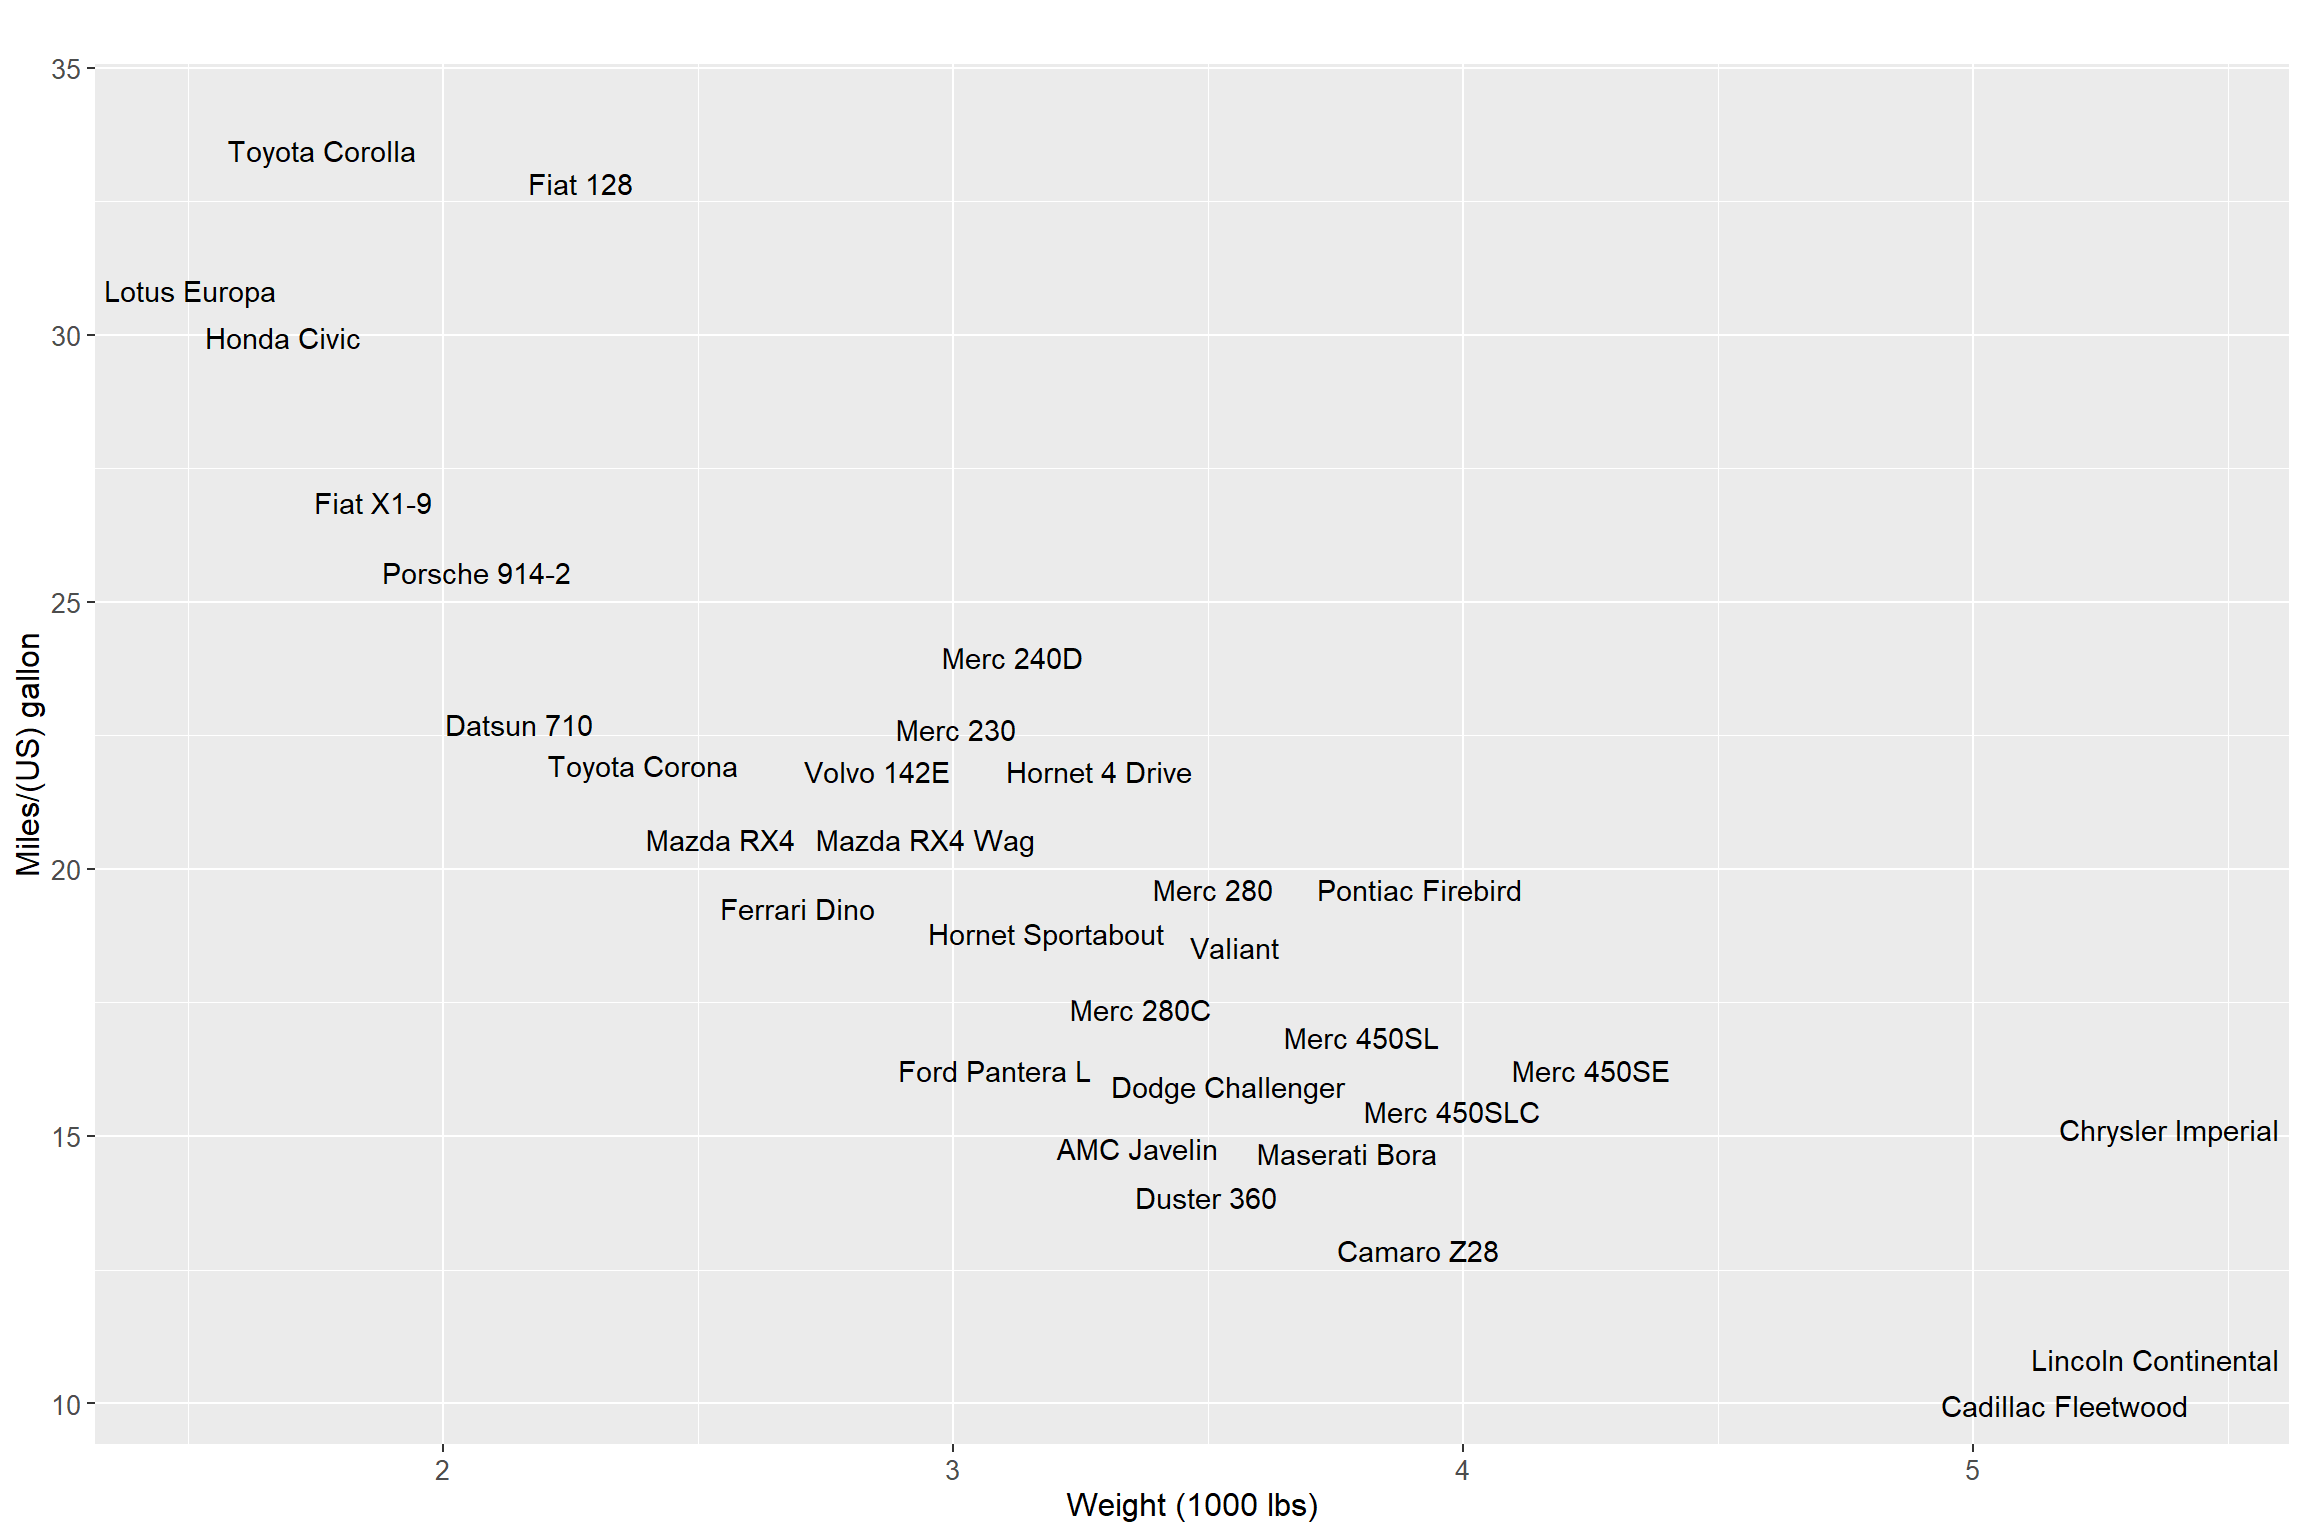 35
Toyota Corolla
Fiat 128
Lotus Europa
30
Honda Civic
Fiat X1-9
Porsche 914-2
25
Merc 240D
Datsun 710
Merc 230
Toyota Corona
Volvo 142E
Hornet 4 Drive
Miles/(US) gallon
Mazda RX4
Mazda RX4 Wag
20
Merc 280
Pontiac Firebird
Ferrari Dino
Hornet Sportabout
Valiant
Merc 280C
Merc 450SL
Ford Pantera L
Merc 450SE
Dodge Challenger
Merc 450SLC
15
Chrysler Imperial
AMC Javelin
Maserati Bora
Duster 360
Camaro Z28
Lincoln Continental
10
Cadillac Fleetwood
2
3
4
5
Weight (1000 lbs)